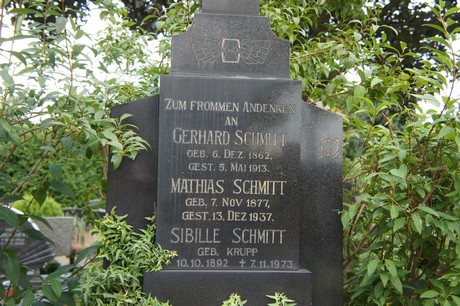 ZUM FROMMEN ANDENKEN
AN
GERHARD SCHMITT
GEB. 6. DEZ. 1862,
GEST. 5. MAI 1913.
MATHIAS SCHMITT
GEB. 7. NOV 1877,
GEST. 13. DEZ 1937.
SIBILLE SCHMITT
GEB. KRUPP
* 10.10.1892 + 7.11.1973